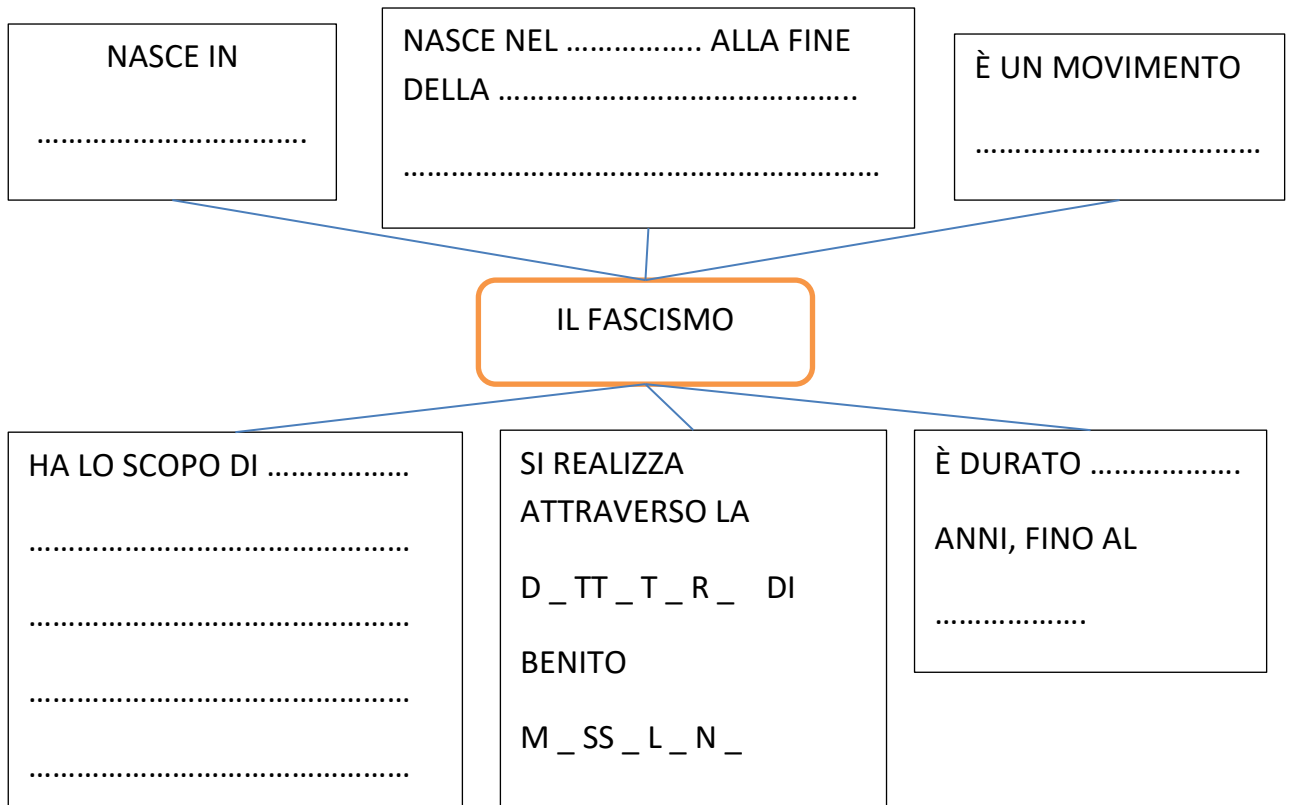 NASCE IN
…………………………….
NASCE NEL …………….. ALLA FINE
DELLA ……………………………….……..
……………………………………………………
È UN MOVIMENTO
………………………………
IL FASCISMO
HA LO SCOPO DI ………………
…………………………………………
…………………………………………
…………………………………………
…………………………………………
SI REALIZZA
ATTRAVERSO LA
D _ TT _ T _ R _ DI
BENITO
M _ SS _ L _ N _
È DURATO ……………….
ANNI, FINO AL
……………….